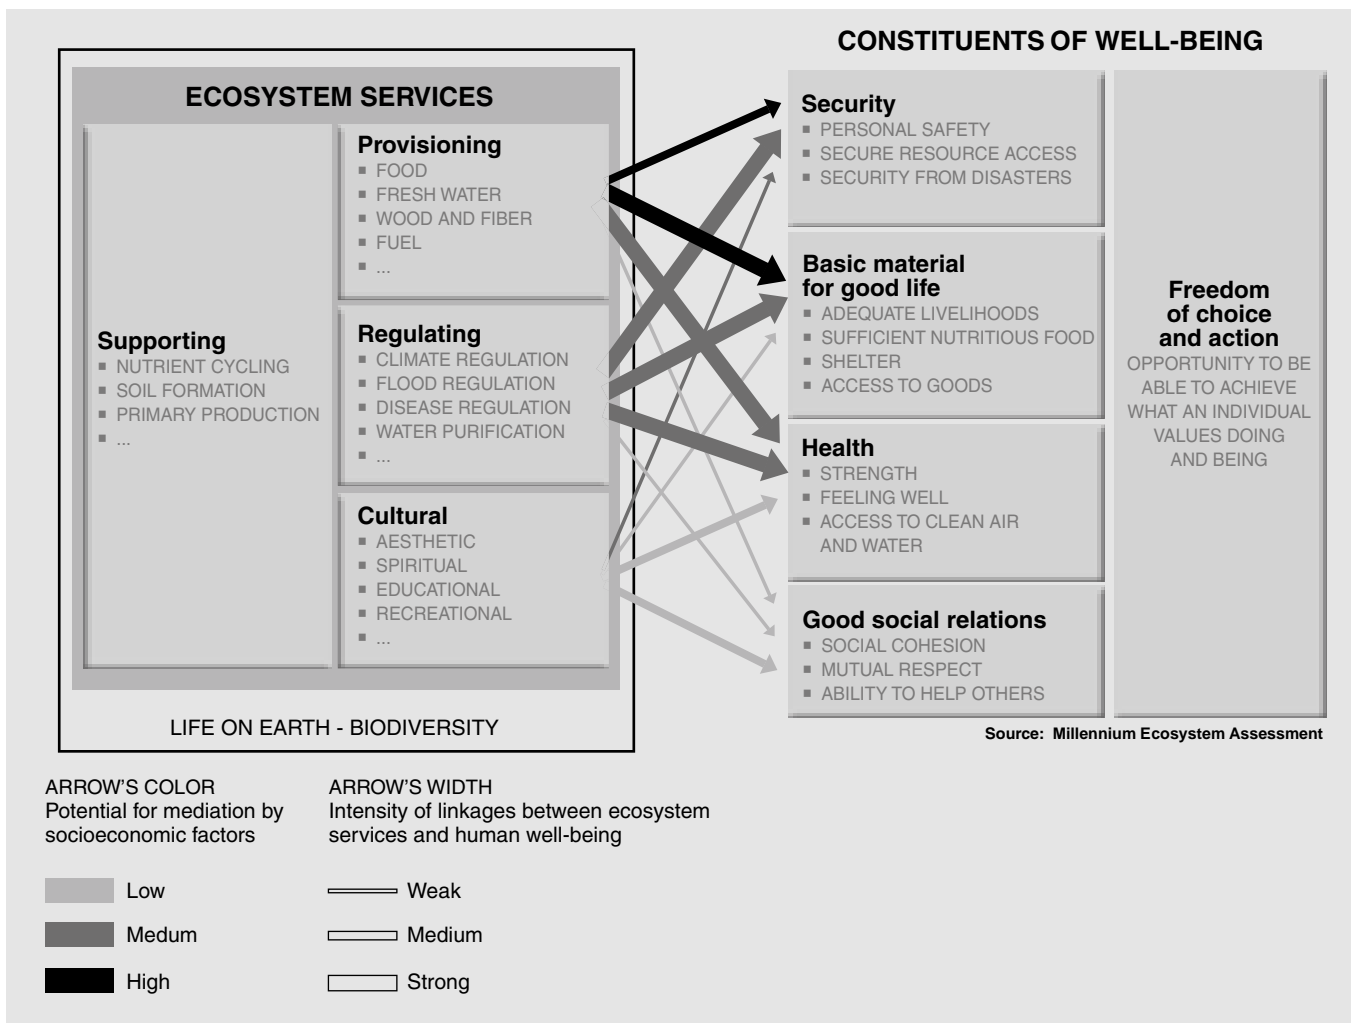 CONSTITUENTS OF WELL-BEING
ECOSYSTEM SERVICES
Supporting
NUTRIENT CYCLING
SOIL FORMATION
PRIMARY PRODUCTION
...
Provisioning
FOOD
FRESH WATER
WOOD AND FIBER
FUEL
...
Regulating
CLIMATE REGULATION
FLOOD REGULATION
DISEASE REGULATION
WATER PURIFICATION
...
Cultural
AESTHETIC
SPIRITUAL
EDUCATIONAL
RECREATIONAL
...
LIFE ON EARTH - BIODIVERSITY
Security
PERSONAL SAFETY
SECURE RESOURCE ACCESS
SECURITY FROM DISASTERS
Basic material
for good life
ADEQUATE LIVELIHOODS
SUFFICIENT NUTRITIOUS FOOD
SHELTER
ACCESS TO GOODS
Health
STRENGTH
FEELING WELL
ACCESS TO CLEAN AIR
AND WATER
Good social relations
SOCIAL COHESION
MUTUAL RESPECT
ABILITY TO HELP OTHERS
Freedom
of choice
and action
OPPORTUNITY TO BE
ABLE TO ACHIEVE
WHAT AN INDIVIDUAL
VALUES DOING
AND BEING
Source: Millennium Ecosystem Assessment
ARROW'S COLOR
Potential for mediation by
socioeconomic factors
Low
Medum
High
ARROW'S WIDTH
Intensity of linkages between ecosystem
services and human well-being
Weak
Medium
Strong